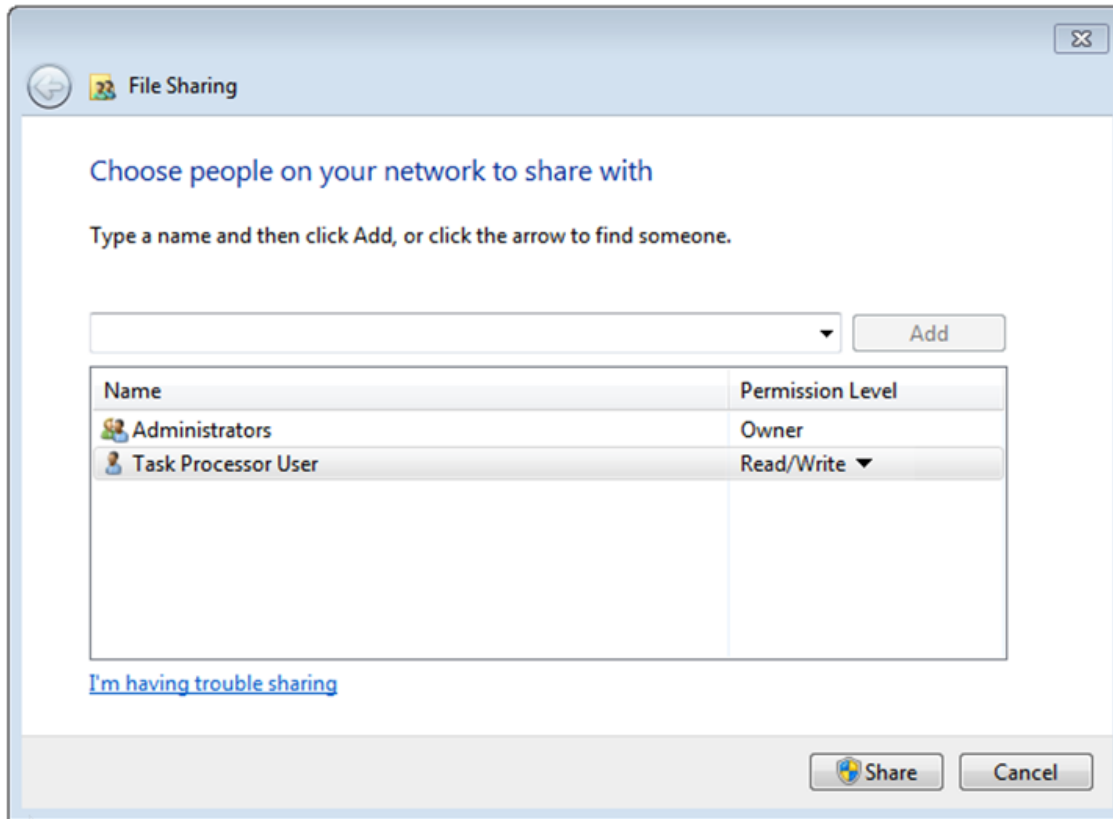 File Sharing
Choose people on your network to share with
Type a name and then click Add, or click the arrow to find someone.
Add
Name Permission Level
Administrators Owner
Task Processor User Read/Write
I'm having trouble sharing
Share Cancel